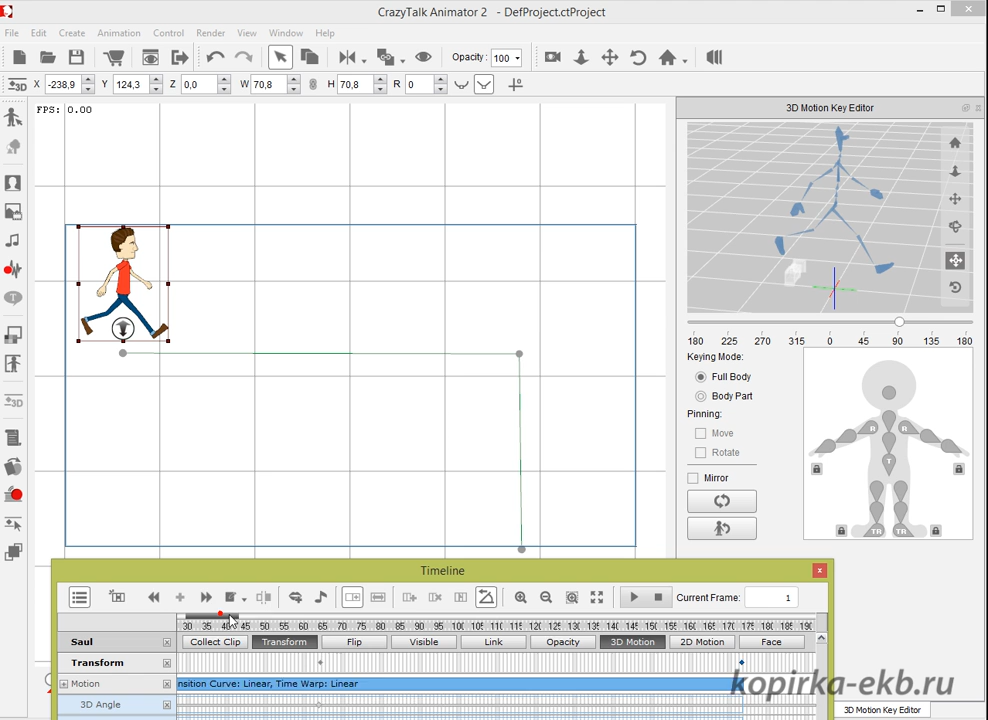 CrazyTalk Animator 2 - DefProject.ctProject
File Edit Create Animation Control Render View Window Help
Opacity: 100
X -238,9 Y 124,3 Z 0,0 W 70,8 H 70,8 R 0
FPS: 0.00
3D Motion Key Editor
180 225 270 315 0 45 90 135 180
Keying Mode:
Full Body
Body Part
Pinning:
Move
Rotate
Mirror
R R
T
TR TR
Timeline
Current Frame: 1
30 35 40 45 50 55 60 65 70 75 80 85 90 95 100 105 110 115 120 125 130 135 140 145 150 155 160 165 170 175 180 185 190
Saul Collect Clip Transform Flip Visible Link Opacity 3D Motion 2D Motion Face
Transform
Motion nsition Curve: Linear, Time Warp: Linear
3D Angle
kopirka-ekb.ru
3D Motion Key Editor